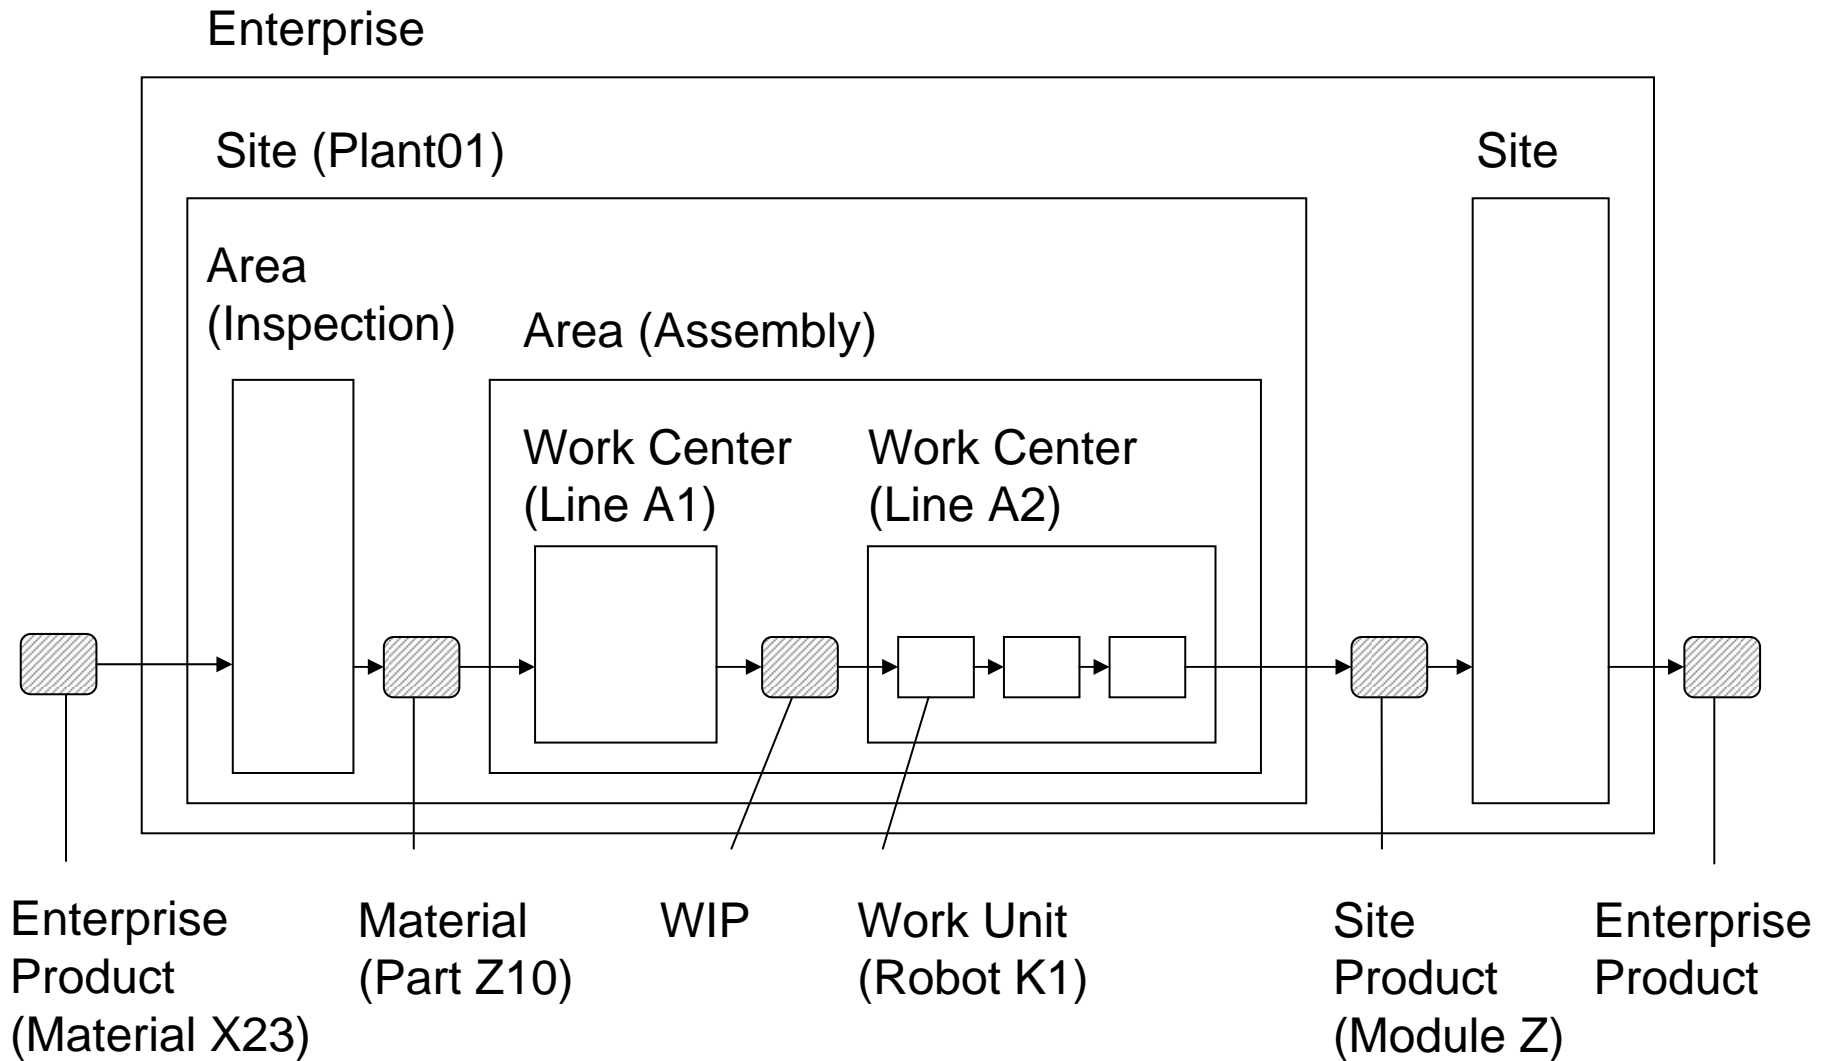 Enterprise
Site (Plant01)
Site
Area
(Inspection)
Area (Assembly)
Work Center
(Line A1)
Work Center
(Line A2)
Enterprise
Product
(Material X23)
Material
(Part Z10)
WIP
Work Unit
(Robot K1)
Site
Product
(Module Z)
Enterprise
Product